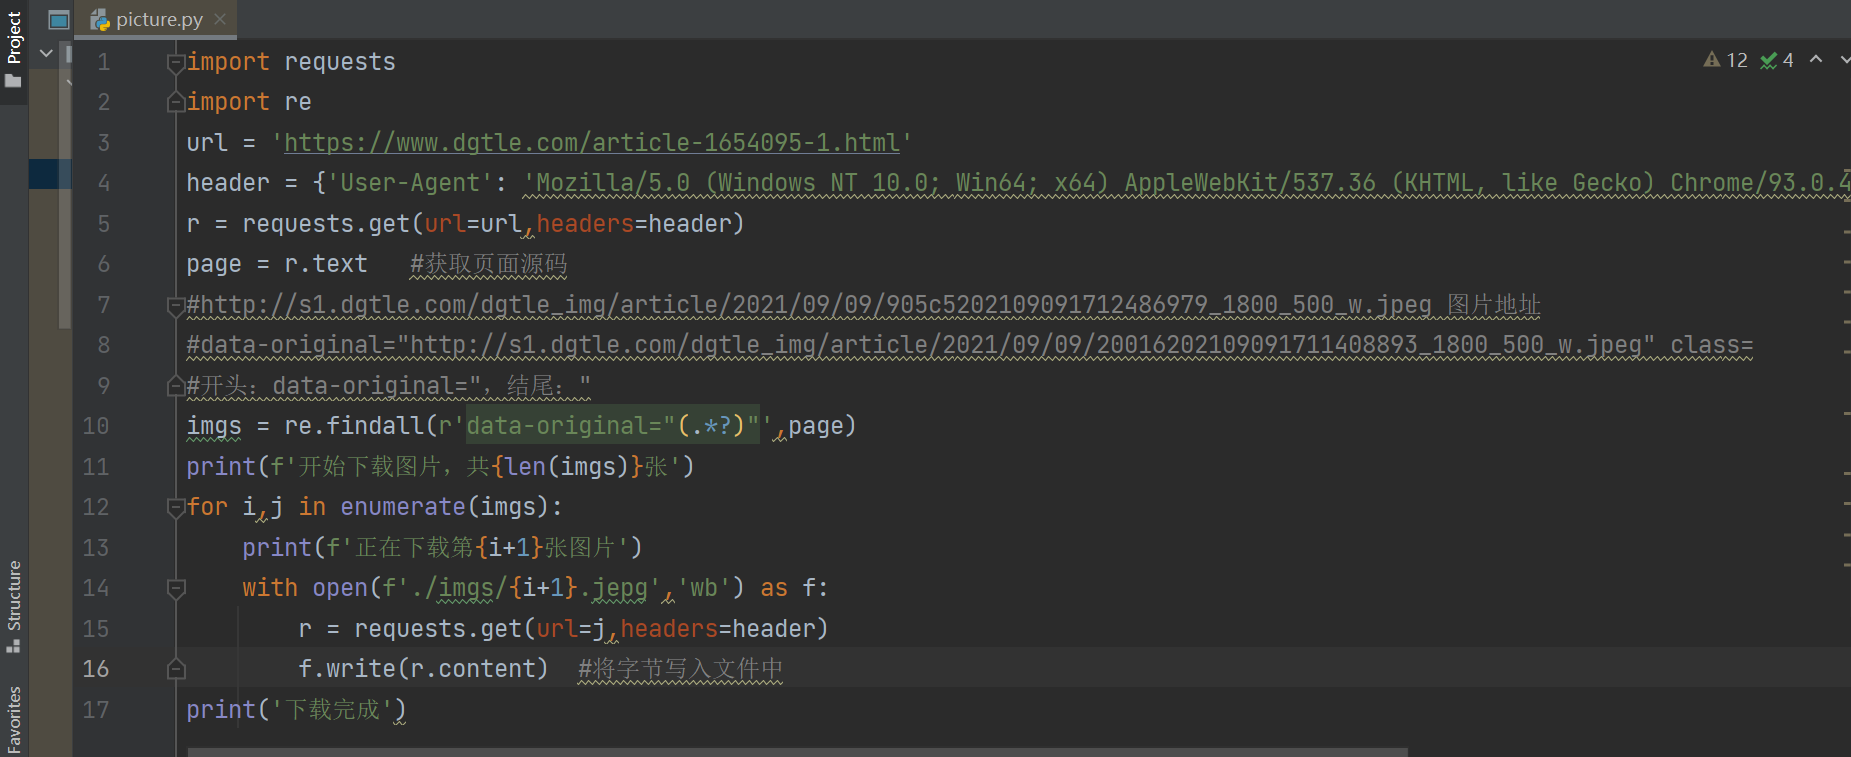 Project
picture.py
12 4
1 import requests
2 import re
3 url = 'https://www.dgtle.com/article-1654095-1.html'
4 header = {'User-Agent': 'Mozilla/5.0 (Windows NT 10.0; Win64; x64) AppleWebKit/537.36 (KHTML, like Gecko) Chrome/93.0.4
5 r = requests.get(url=url,headers=header)
6 page = r.text #获取页面源码
7 #http://s1.dgtle.com/dgtle_img/article/2021/09/09/905c5202109091712486979_1800_500_w.jpeg 图片地址
8 #data-original="http://s1.dgtle.com/dgtle_img/article/2021/09/09/20016202109091711408893_1800_500_w.jpeg" class=
9 #开头：data-original="，结尾："
10 imgs = re.findall(r'data-original="(.*?)"',page)
11 print(f'开始下载图片，共{len(imgs)}张')
12 for i,j in enumerate(imgs):
13 print(f'正在下载第{i+1}张图片')
14 with open(f'./imgs/{i+1}.jepg','wb') as f:
15 r = requests.get(url=j,headers=header)
16 f.write(r.content) #将字节写入文件中
17 print('下载完成')
Structure
Favorites